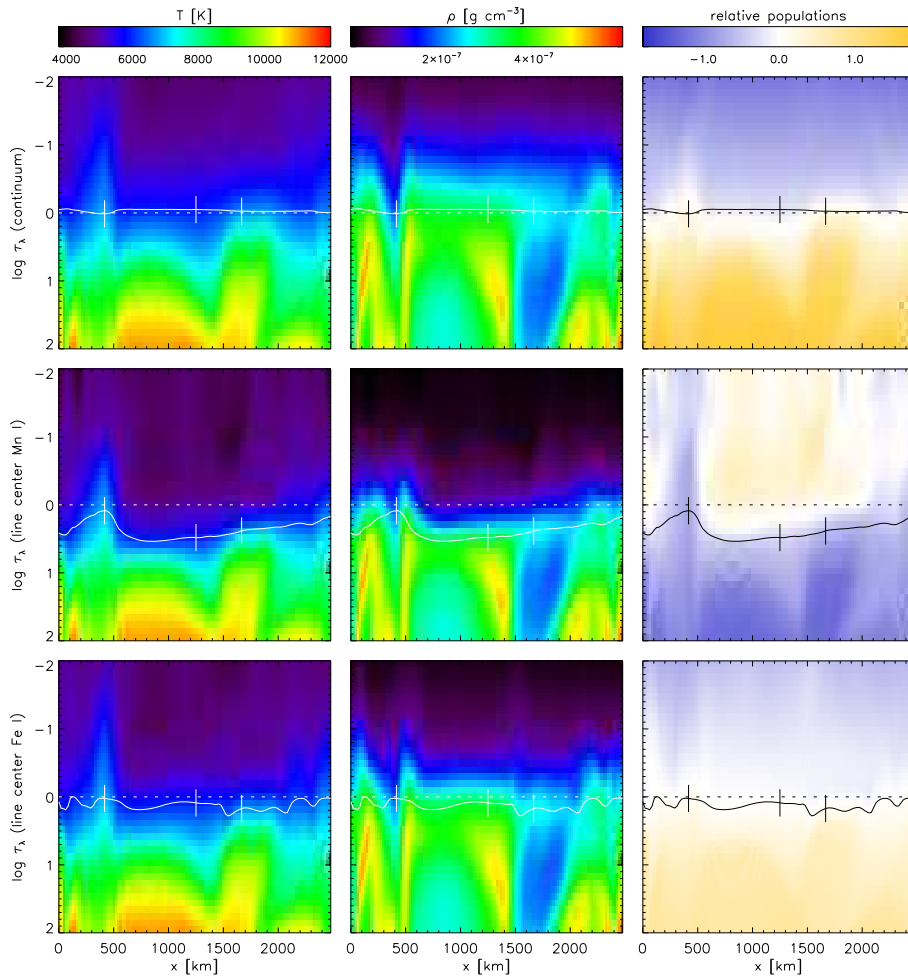 T [K]
ρ [g cm⁻³]
relative populations
4000 6000 8000 10000 12000
2×10⁻⁷ 4×10⁻⁷
−1.0 0.0 1.0
log τλ (continuum)
−2
−1
0
1
2
log τλ (line center Mn I)
−2
−1
0
1
2
log τλ (line center Fe I)
−2
−1
0
1
2
0 500 1000 1500 2000
0 500 1000 1500 2000
0 500 1000 1500 2000
x [km]
x [km]
x [km]